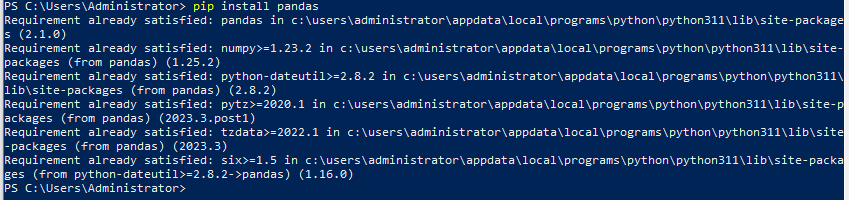 PS C:\Users\Administrator> pip install pandas
Requirement already satisfied: pandas in c:\users\administrator\appdata\local\programs\python\python311\lib\site-package
s (2.1.0)
Requirement already satisfied: numpy>=1.23.2 in c:\users\administrator\appdata\local\programs\python\python311\lib\site-
packages (from pandas) (1.25.2)
Requirement already satisfied: python-dateutil>=2.8.2 in c:\users\administrator\appdata\local\programs\python\python311\
lib\site-packages (from pandas) (2.8.2)
Requirement already satisfied: pytz>=2020.1 in c:\users\administrator\appdata\local\programs\python\python311\lib\site-p
ackages (from pandas) (2023.3.post1)
Requirement already satisfied: tzdata>=2022.1 in c:\users\administrator\appdata\local\programs\python\python311\lib\site
-packages (from pandas) (2023.3)
Requirement already satisfied: six>=1.5 in c:\users\administrator\appdata\local\programs\python\python311\lib\site-packa
ges (from python-dateutil>=2.8.2->pandas) (1.16.0)
PS C:\Users\Administrator>